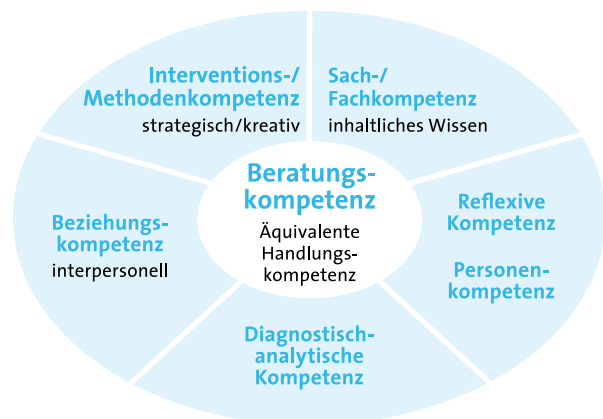 Interventions-/
Methodenkompetenz
strategisch/kreativ
Sach-/
Fachkompetenz
inhaltliches Wissen
Beziehungs-
kompetenz
interpersonell
Beratungs-
kompetenz
Äquivalente
Handlungs-
kompetenz
Reflexive
Kompetenz
Personen-
kompetenz
Diagnostisch-
analytische
Kompetenz